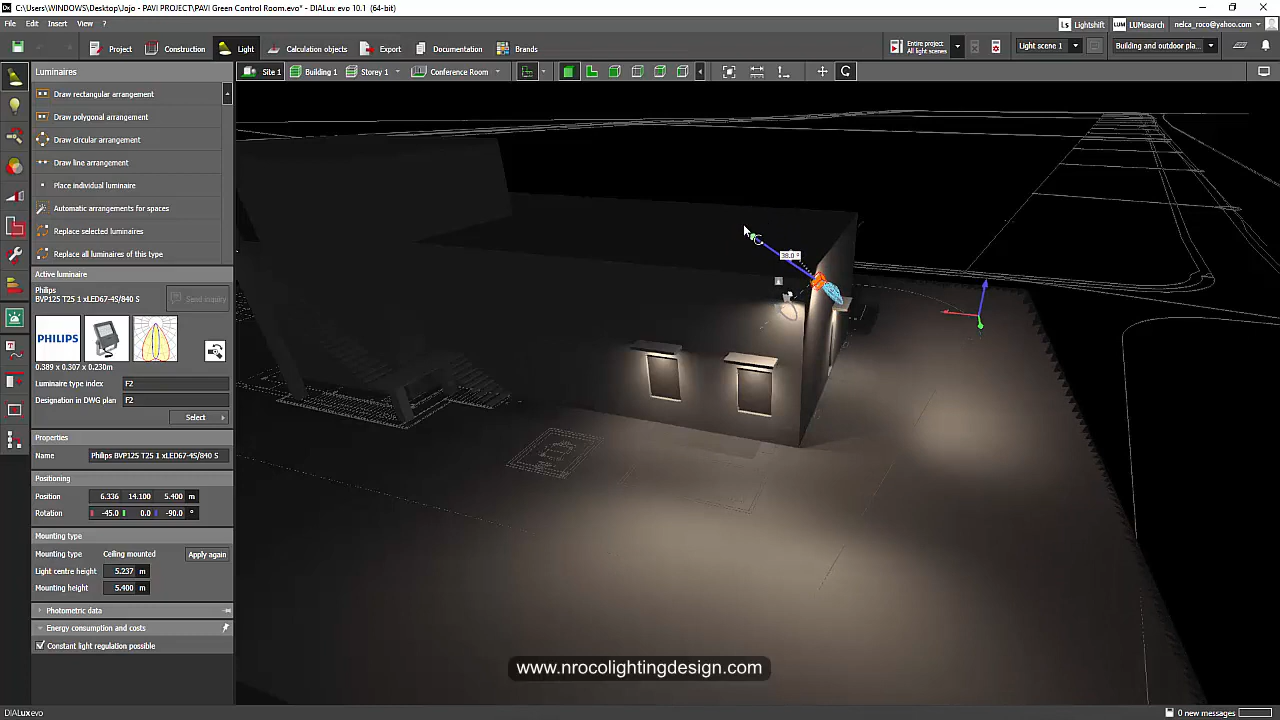 C:\Users\WINDOWS\Desktop\Jojo - PAVI PROJECT\PAVI Green Control Room.evo* - DIALux evo 10.1 (64-bit)
File Edit Insert View ?
Lightshift LUMsearch nelca_roco@yahoo.com
Project Construction Light Calculation objects Export Documentation Brands
Entire project
All light scenes
Light scene 1
Building and outdoor pla...
Luminaires
Site 1 Building 1 Storey 1 Conference Room
Draw rectangular arrangement
Draw polygonal arrangement
Draw circular arrangement
Draw line arrangement
Place individual luminaire
Automatic arrangements for spaces
Replace selected luminaires
Replace all luminaires of this type
Active luminaire
Philips
BVP125 T25 1 xLED67-4S/840 S
Send inquiry
PHILIPS
0.389 x 0.307 x 0.230m
Luminaire type index F2
Designation in DWG plan F2
Select
Properties
Name Philips BVP125 T25 1 xLED67-4S/840 S
Positioning
Position 6.336 14.100 5.400 m
Rotation -45.0 0.0 -90.0 °
Mounting type
Mounting type Ceiling mounted Apply again
Light centre height 5.237 m
Mounting height 5.400 m
Photometric data
Energy consumption and costs
Constant light regulation possible
38.0 °
www.nrocolightingdesign.com
DIALux evo
0 new messages